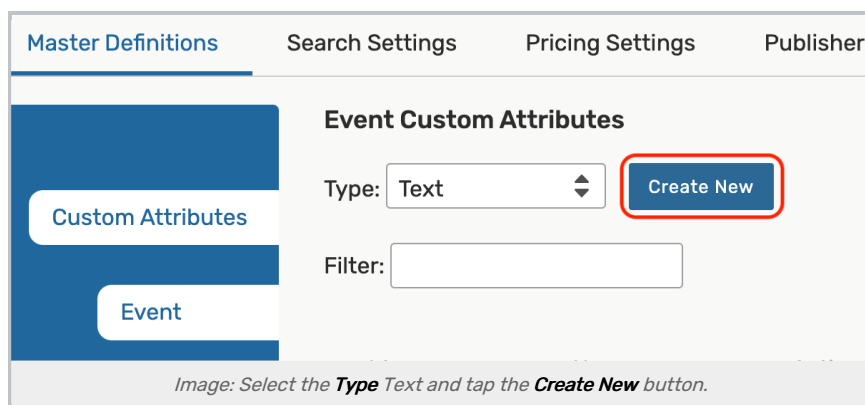 Master Definitions Search Settings Pricing Settings Publisher
Event Custom Attributes
Type: Text Create New
Custom Attributes
Filter:
Event
Image: Select the Type Text and tap the Create New button.